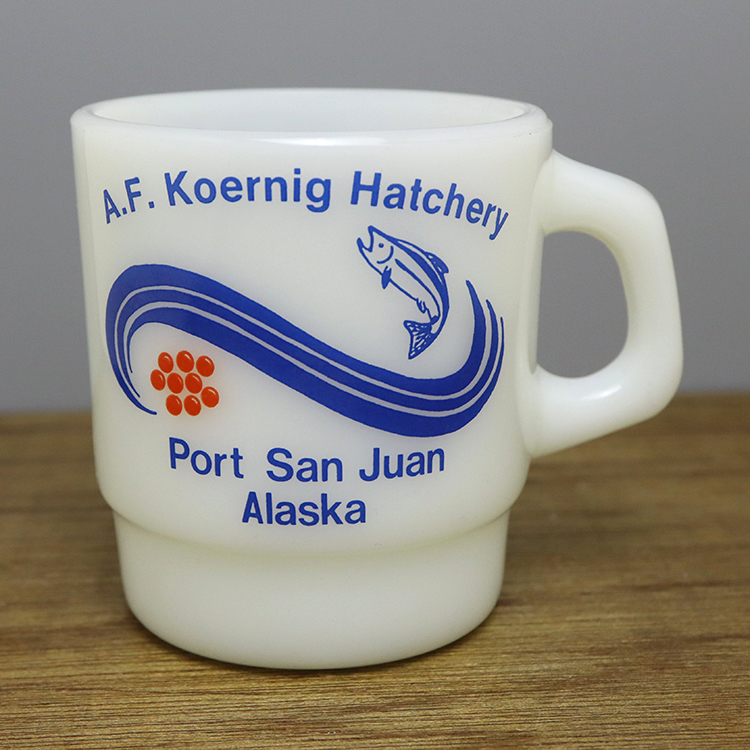 A.F. Koernig Hatchery
Port San Juan
Alaska